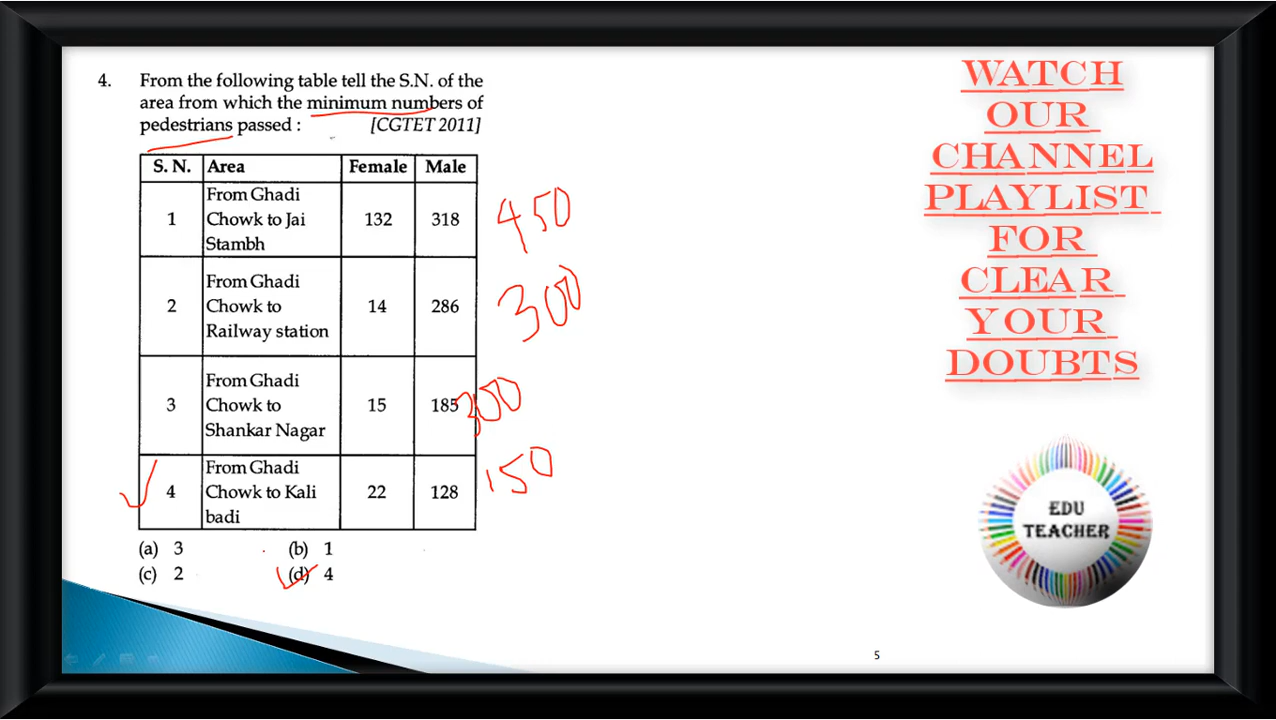 4. From the following table tell the S.N. of the
area from which the minimum numbers of
pedestrians passed : [CGTET 2011]
S. N. Area Female Male
From Ghadi
1 Chowk to Jai 132 318 450
Stambh
From Ghadi
2 Chowk to 14 286 300
Railway station
From Ghadi
3 Chowk to 15 185 300
Shankar Nagar
From Ghadi
4 Chowk to Kali 22 128 150
badi
(a) 3 (b) 1
(c) 2 (d) 4
WATCH
OUR
CHANNEL
PLAYLIST
FOR
CLEAR
YOUR
DOUBTS
EDU
TEACHER
5